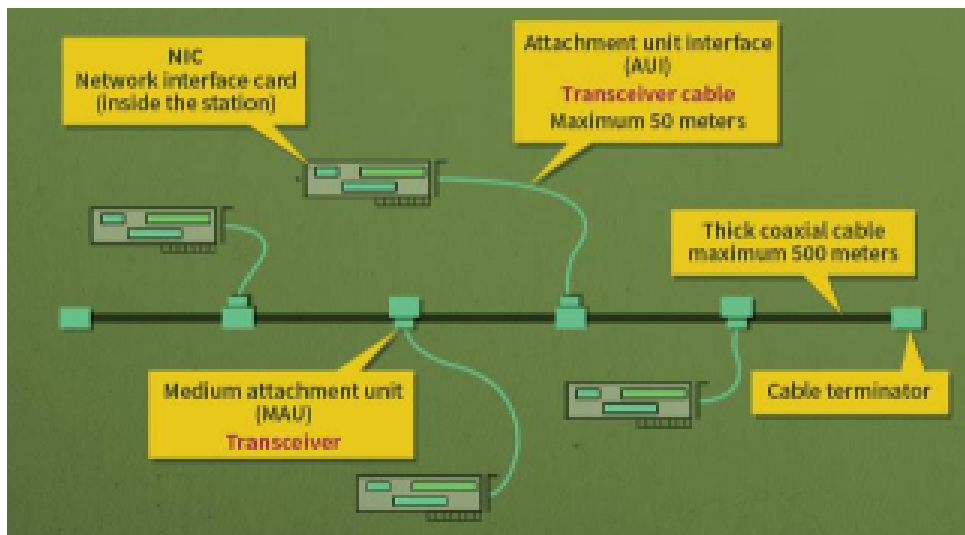 NIC
Network interface card
(inside the station)
Attachment unit interface
(AUI)
Transceiver cable
Maximum 50 meters
Thick coaxial cable
maximum 500 meters
Medium attachment unit
(MAU)
Transceiver
Cable terminator